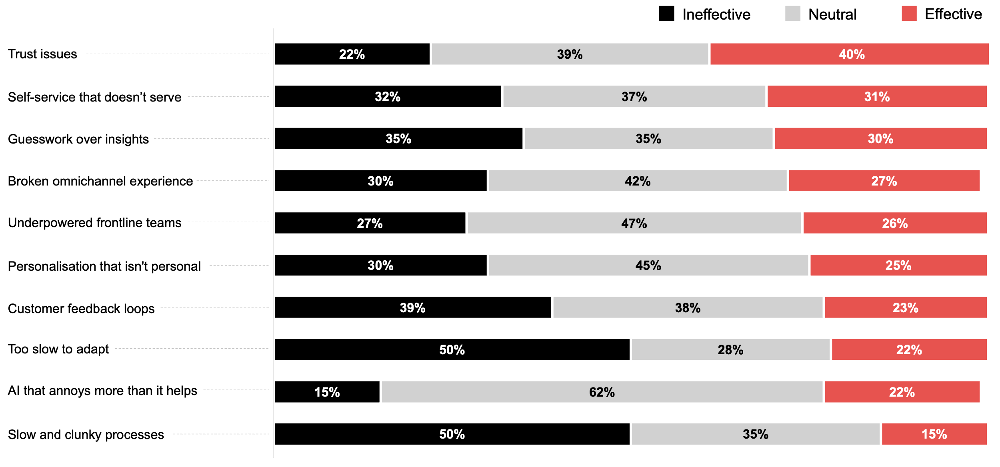 Ineffective Neutral Effective
Trust issues 22% 39% 40%
Self-service that doesn’t serve 32% 37% 31%
Guesswork over insights 35% 35% 30%
Broken omnichannel experience 30% 42% 27%
Underpowered frontline teams 27% 47% 26%
Personalisation that isn't personal 30% 45% 25%
Customer feedback loops 39% 38% 23%
Too slow to adapt 50% 28% 22%
AI that annoys more than it helps 15% 62% 22%
Slow and clunky processes 50% 35% 15%